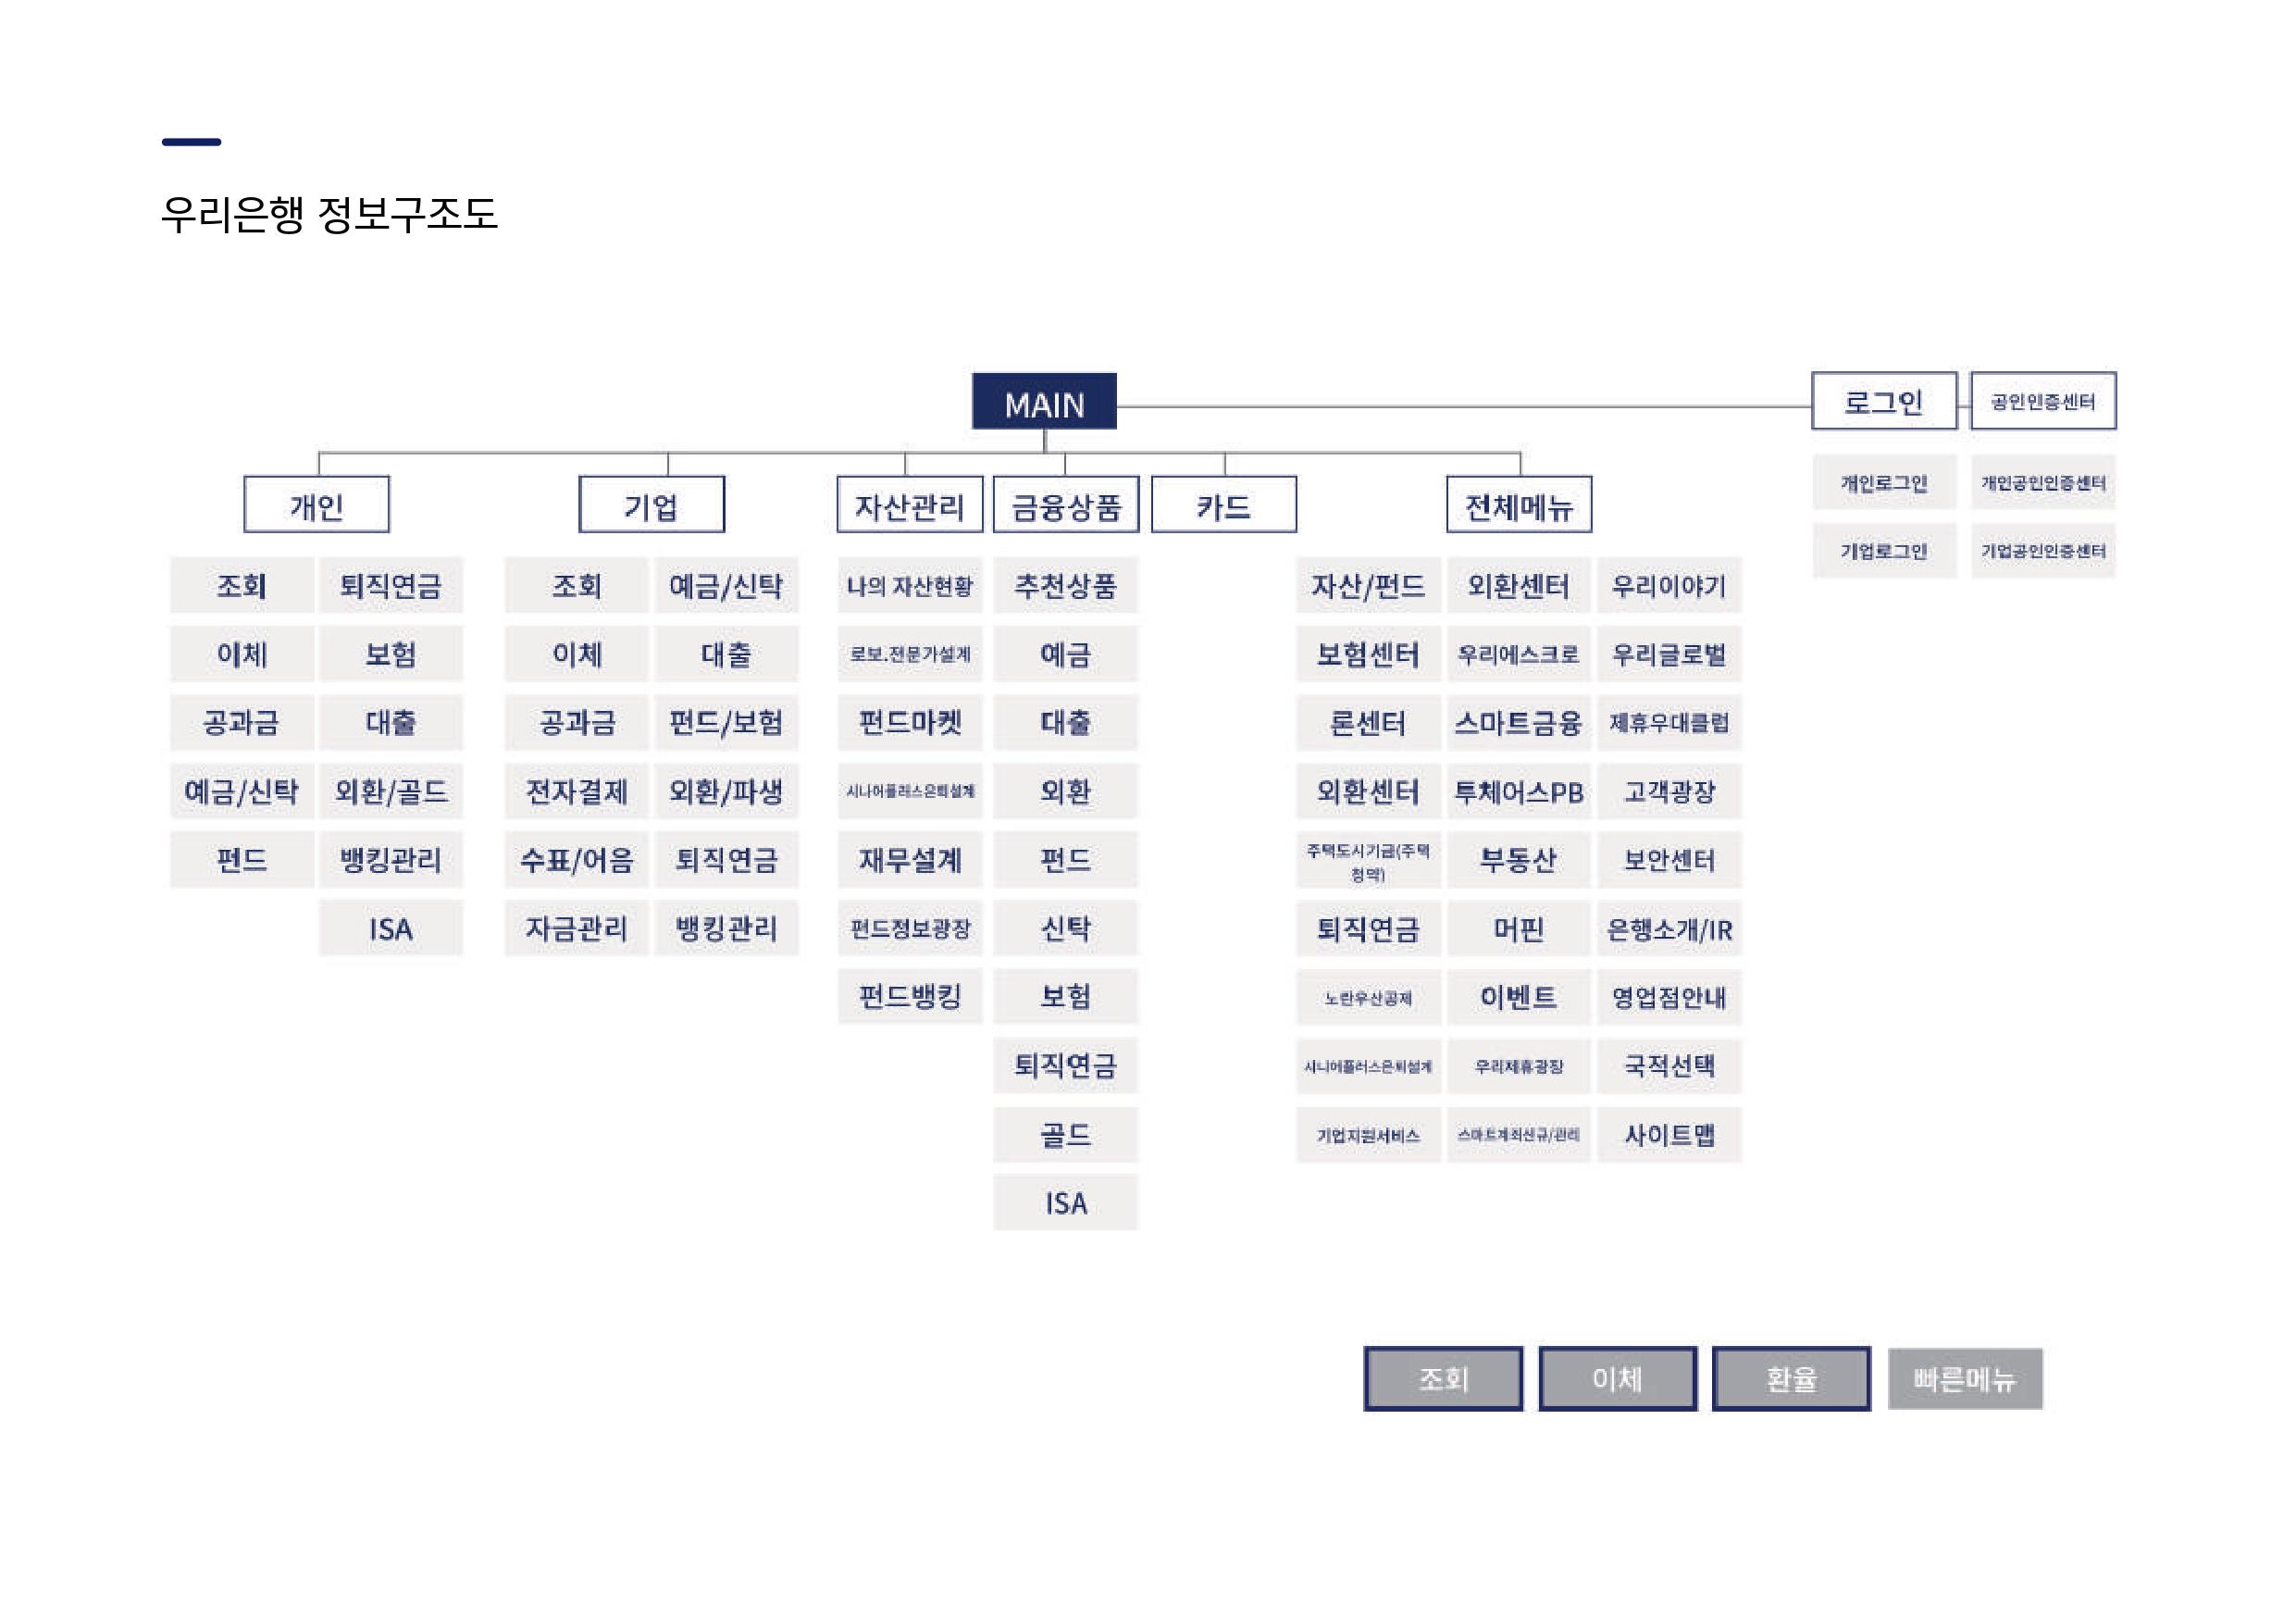 우리은행 정보구조도
MAIN
로그인
공인인증센터
개인로그인
개인공인인증센터
기업로그인
기업공인인증센터
개인
기업
자산관리
금융상품
카드
전체메뉴
조회
퇴직연금
이체
보험
공과금
대출
예금/신탁
외환/골드
펀드
뱅킹관리
ISA
조회
예금/신탁
이체
대출
공과금
펀드/보험
전자결제
외환/파생
수표/어음
퇴직연금
자금관리
뱅킹관리
나의 자산현황
로보.전문가설계
펀드마켓
시니어플러스은퇴설계
재무설계
펀드정보광장
펀드뱅킹
추천상품
예금
대출
외환
펀드
신탁
보험
퇴직연금
골드
ISA
자산/펀드
외환센터
우리이야기
보험센터
우리에스크로
우리글로벌
론센터
스마트금융
제휴우대클럽
외환센터
투체어스PB
고객광장
주택도시기금(주택
청약)
부동산
보안센터
퇴직연금
머핀
은행소개/IR
노란우산공제
이벤트
영업점안내
시니어플러스은퇴설계
우리제휴광장
국적선택
기업지원서비스
스마트계좌신규/관리
사이트맵
조회
이체
환율
빠른메뉴